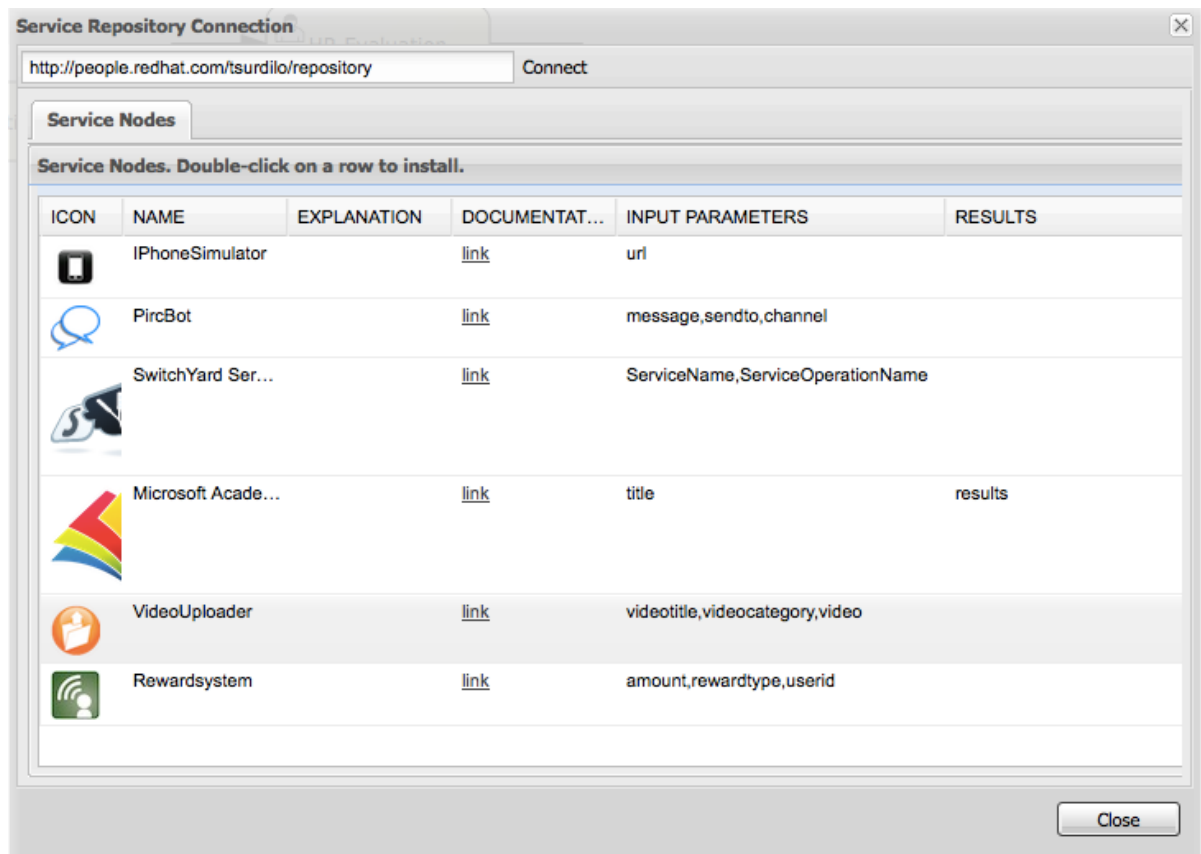 Service Repository Connection
HR Evaluation
http://people.redhat.com/tsurdilo/repository Connect
Service Nodes
Service Nodes. Double-click on a row to install.
ICON NAME EXPLANATION DOCUMENTAT... INPUT PARAMETERS RESULTS
IPhoneSimulator link url
PircBot link message,sendto,channel
SwitchYard Ser... link ServiceName,ServiceOperationName
S
Microsoft Acade... link title results
VideoUploader link videotitle,videocategory,video
Rewardsystem link amount,rewardtype,userid
Close